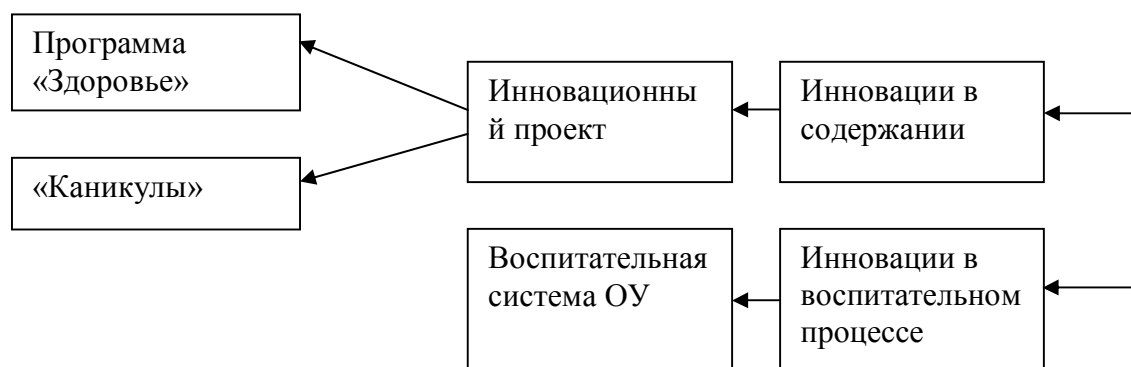 Программа
«Здоровье»
«Каникулы»
Инновационны
й проект
Инновации в
содержании
Воспитательная
система ОУ
Инновации в
воспитательном
процессе